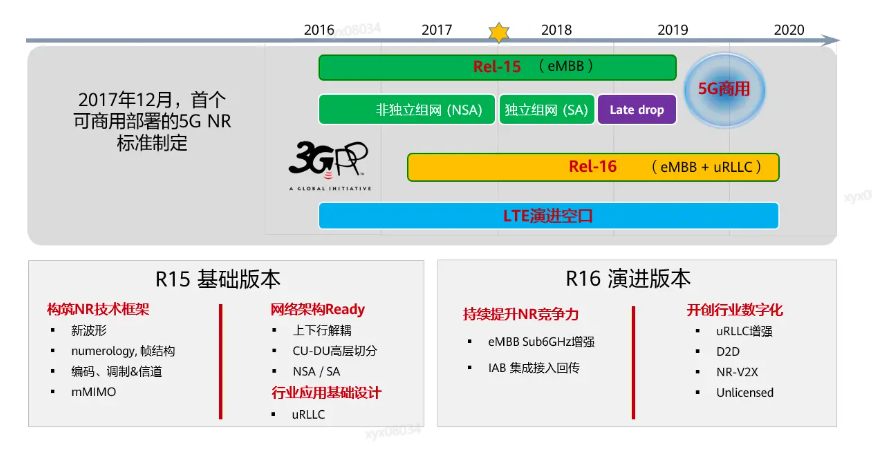 2016 2017 2018 2019 2020
xyx08034
Rel-15 （eMBB）
5G商用
2017年12月，首个
可商用部署的5G NR
标准制定
非独立组网 (NSA) 独立组网 (SA) Late drop
3GPP
A GLOBAL INITIATIVE
Rel-16 （eMBB + uRLLC）
LTE演进空口
R15 基础版本
构筑NR技术框架
▪ 新波形
▪ numerology, 帧结构
▪ 编码、调制&信道
▪ mMIMO
网络架构Ready
▪ 上下行解耦
▪ CU-DU高层切分
▪ NSA / SA
行业应用基础设计
▪ uRLLC
R16 演进版本
持续提升NR竞争力
▪ eMBB Sub6GHz增强
▪ IAB 集成接入回传
开创行业数字化
▪ uRLLC增强
▪ D2D
▪ NR-V2X
▪ Unlicensed
xyx08034